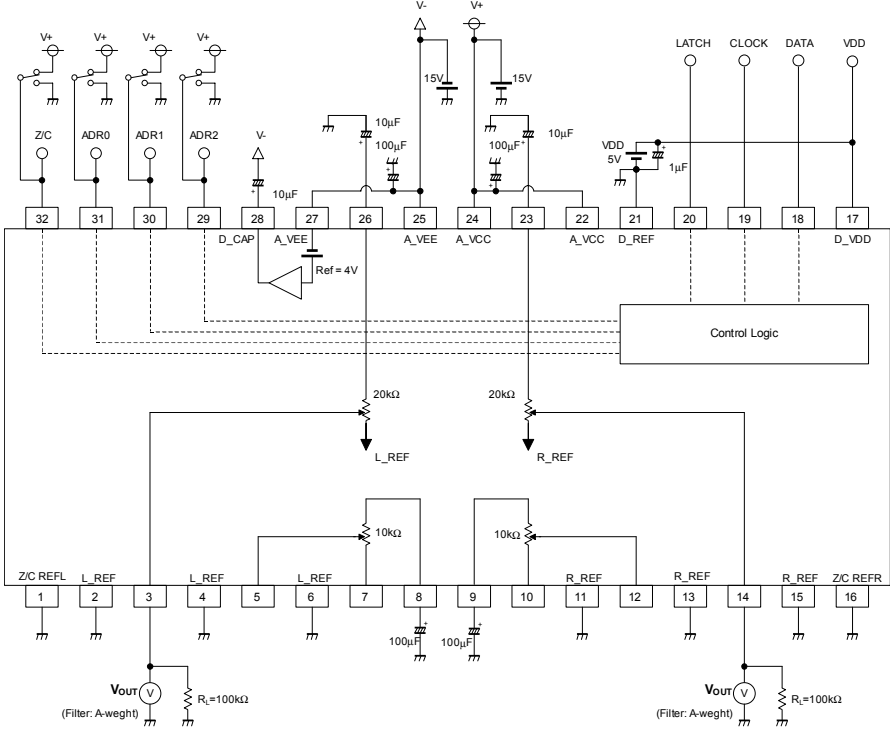 V- V+
V+ V+ V+ V+
LATCH CLOCK DATA VDD
15V 15V
10μF 10μF
Z/C ADR0 ADR1 ADR2 V- 100μF 100μF VDD
5V 1μF
10μF
32 31 30 29 28 27 26 25 24 23 22 21 20 19 18 17
D_CAP A_VEE A_VEE A_VCC A_VCC D_REF D_VDD
Ref = 4V
Control Logic
20kΩ 20kΩ
L_REF R_REF
10kΩ 10kΩ
Z/C REFL L_REF L_REF L_REF R_REF R_REF R_REF Z/C REFR
1 2 3 4 5 6 7 8 9 10 11 12 13 14 15 16
100μF 100μF
VOUT V RL=100kΩ VOUT V RL=100kΩ
(Filter: A-weght) (Filter: A-weght)